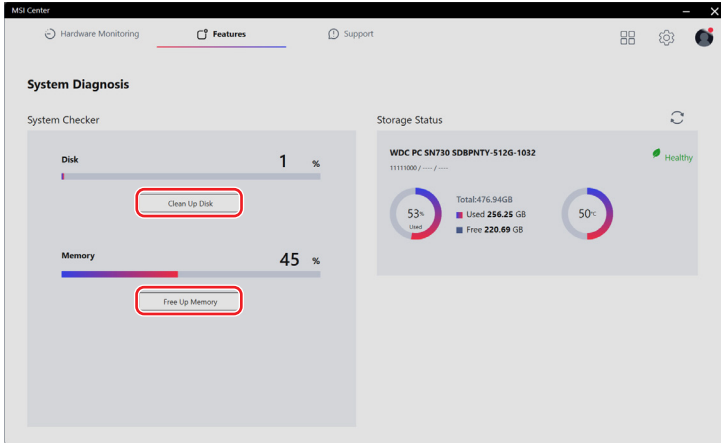 MSI Center
Hardware Monitoring
Features
Support
System Diagnosis
System Checker
Storage Status
Disk
1 %
Clean Up Disk
Memory
45 %
Free Up Memory
WDC PC SN730 SDBPNTY-512G-1032
Healthy
11111000 / ---- / ----
53%
Used
Total:476.94GB
Used 256.25 GB
Free 220.69 GB
50°C